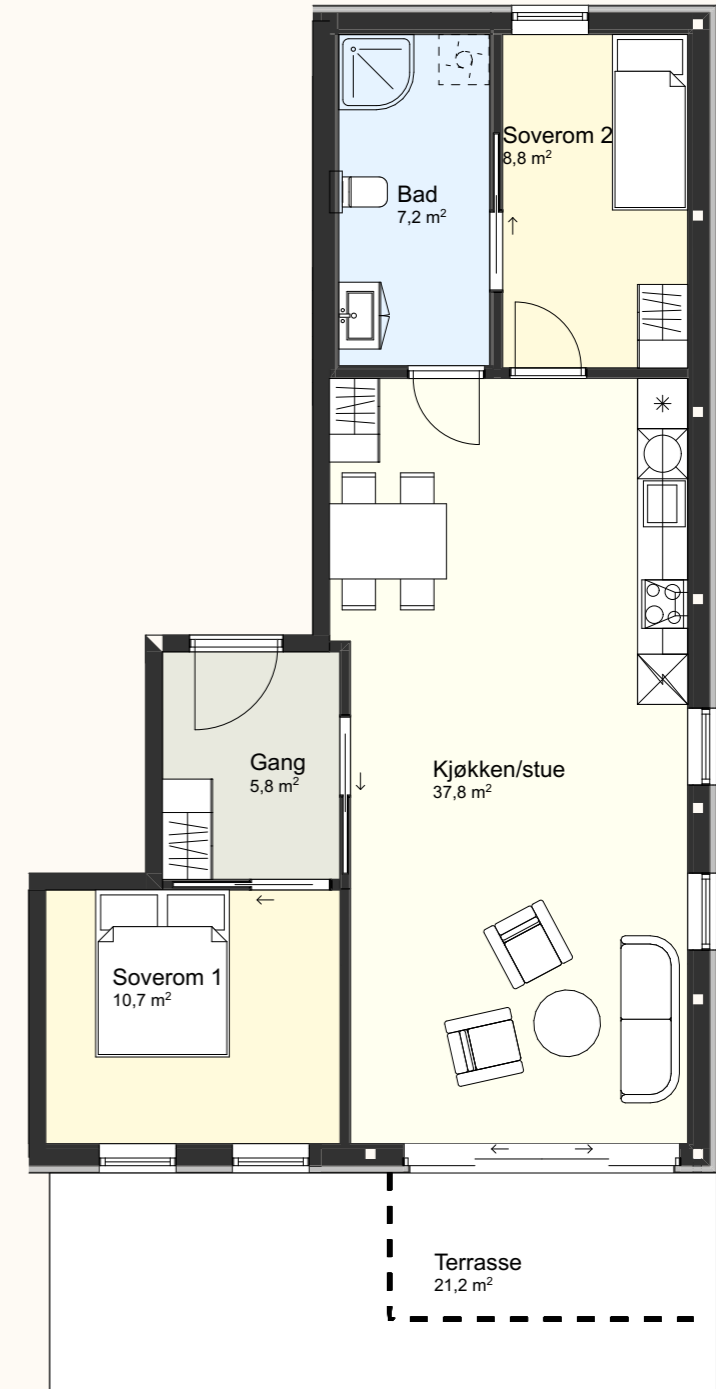 Soverom 2
8,8 m²
Bad
7,2 m²
Gang
5,8 m²
Kjøkken/stue
37,8 m²
Soverom 1
10,7 m²
Terrasse
21,2 m²